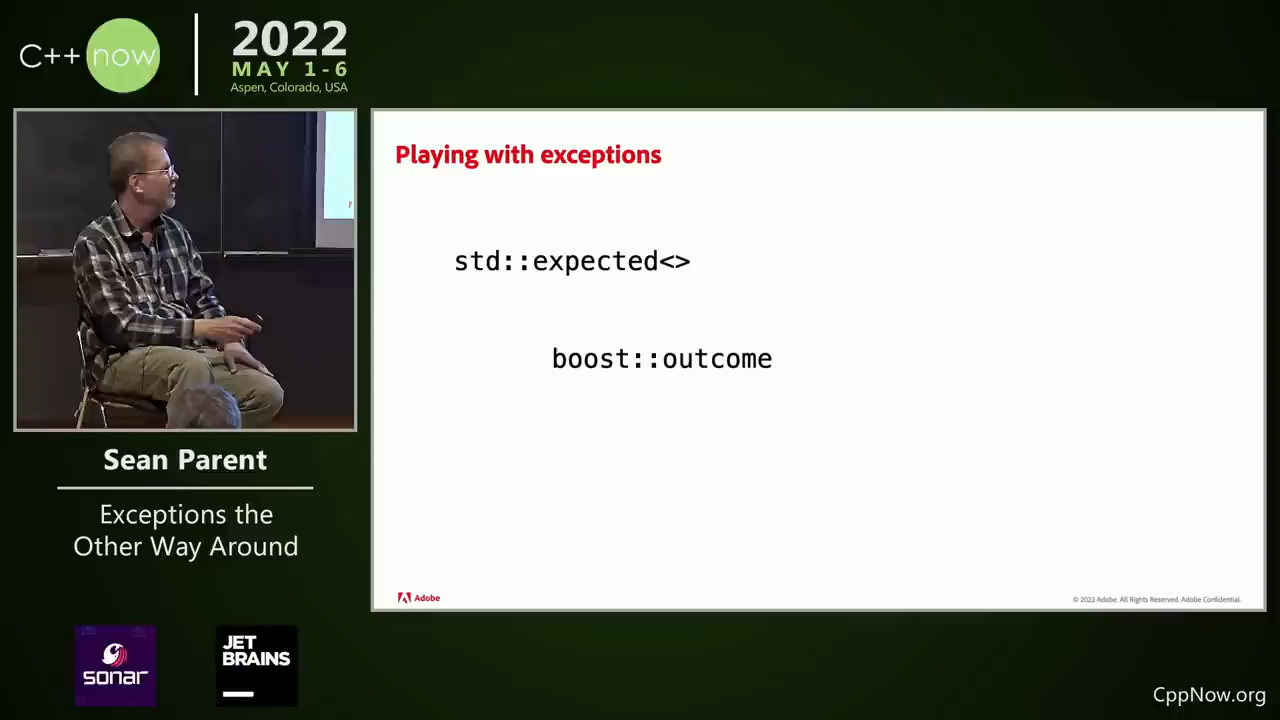 C++ now
2022
MAY 1-6
Aspen, Colorado, USA
Playing with exceptions
std::expected<>
boost::outcome
Adobe
© 2022 Adobe. All Rights Reserved. Adobe Confidential.
Sean Parent
Exceptions the
Other Way Around
sonar
JET
BRAINS
CppNow.org